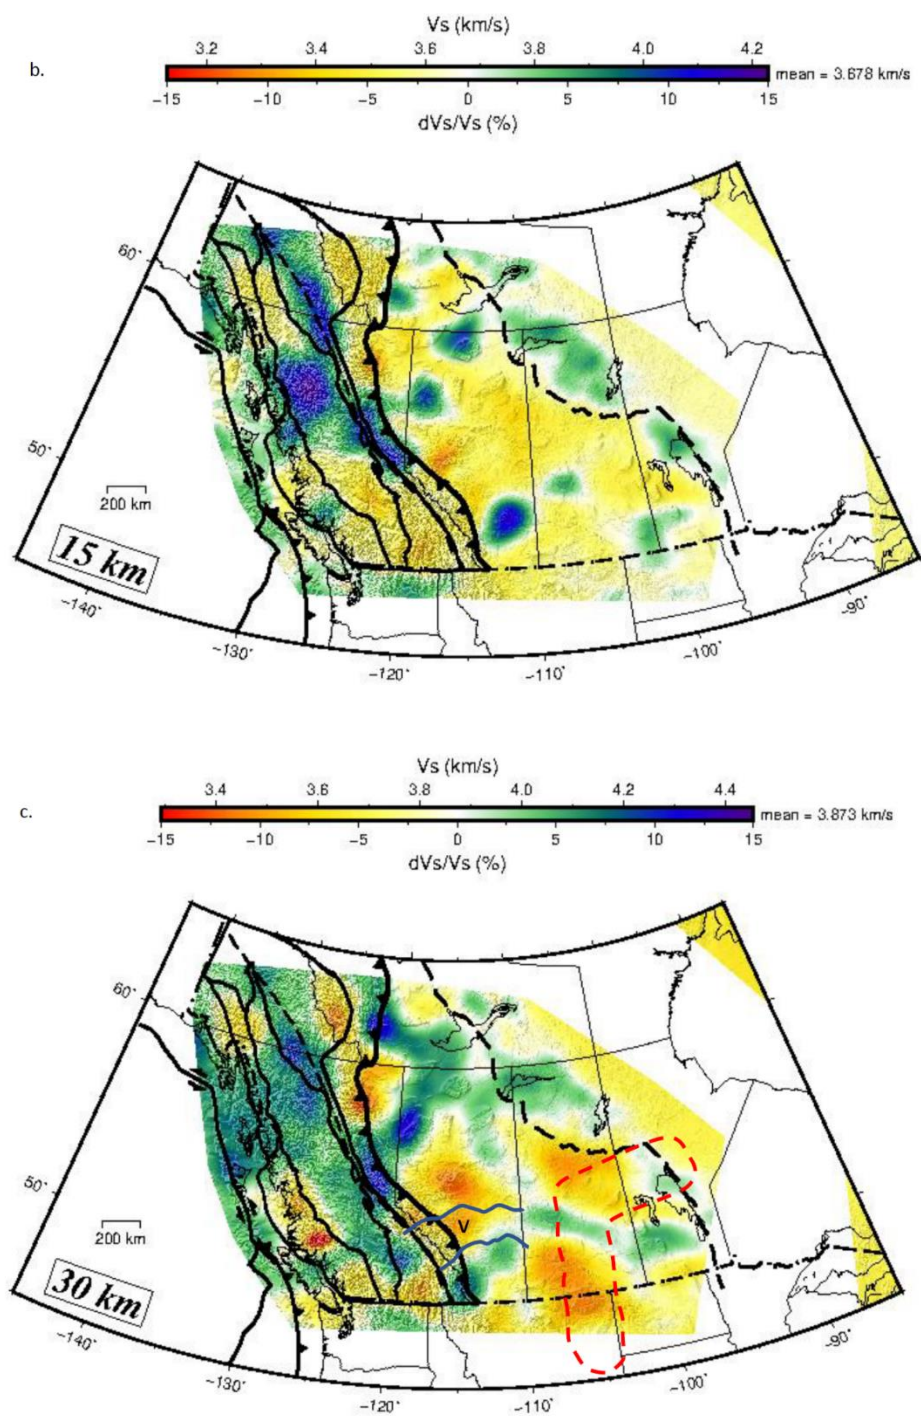 b.
Vs (km/s)
3.2 3.4 3.6 3.8 4.0 4.2
mean = 3.678 km/s
−15 −10 −5 0 5 10 15
dVs/Vs (%)
60°
50°
200 km
15 km
−140° −130° −120° −110° −100° −90°
c.
Vs (km/s)
3.4 3.6 3.8 4.0 4.2 4.4
mean = 3.873 km/s
−15 −10 −5 0 5 10 15
dVs/Vs (%)
60°
50°
V
200 km
30 km
−140° −130° −120° −110° −100° −90°